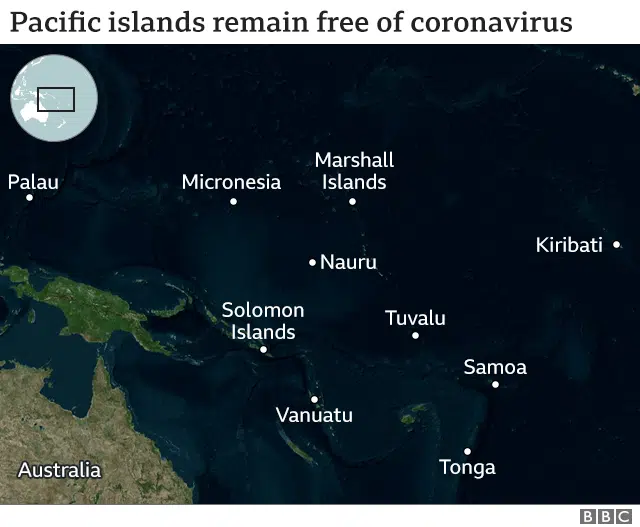 Pacific islands remain free of coronavirus
Marshall
Islands
Palau
Micronesia
Kiribati
Nauru
Solomon
Islands
Tuvalu
Samoa
Vanuatu
Australia
Tonga
BBC